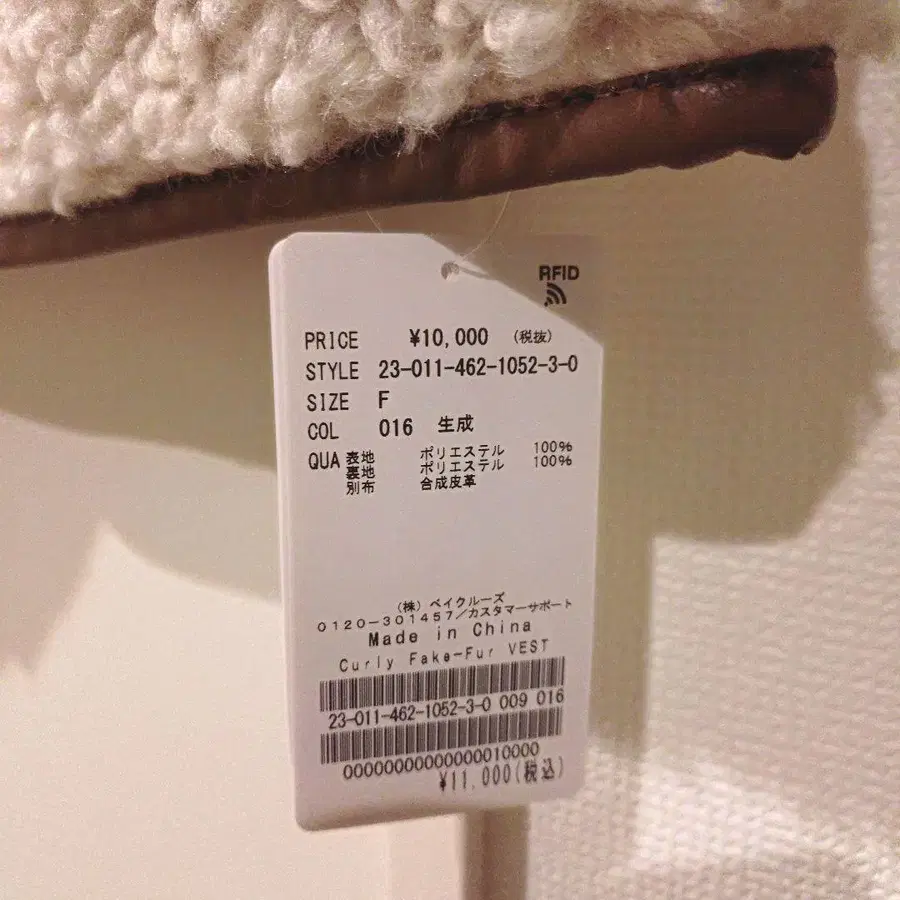 RFID
PRICE ¥10,000 (税抜)
STYLE 23-011-462-1052-3-0
SIZE F
COL 016 生成
QUA 表地 ポリエステル 100%
裏地 ポリエステル 100%
別布 合成皮革
(株) ベイクルーズ
0120-301457/カスタマーサポート
Made in China
Curly Fake-Fur VEST
23-011-462-1052-3-0 009 016
00000000000000010000
¥11,000(税込)